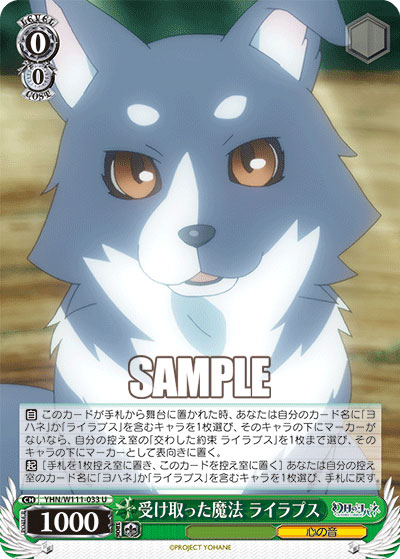 LEVEL
0
0
COST
SAMPLE
自 このカードが手札から舞台に置かれた時、あなたは自分のカード名に「ヨ
ハネ」か「ライラプス」を含むキャラを1枚選び、そのキャラの下にマーカー
がないなら、自分の控え室の「交わした約束 ライラプス」を1枚まで選び、そ
のキャラの下にマーカーとして表向きに置く。
起 [手札を1枚控え室に置き、このカードを控え室に置く] あなたは自分の控え
室のカード名に「ヨハネ」か「ライラプス」を含むキャラを1枚選び、手札に戻す。
CH YHN/W111-033 U
1000
受け取った魔法 ライラプス
幻日のヨハネ
心の音
©PROJECT YOHANE